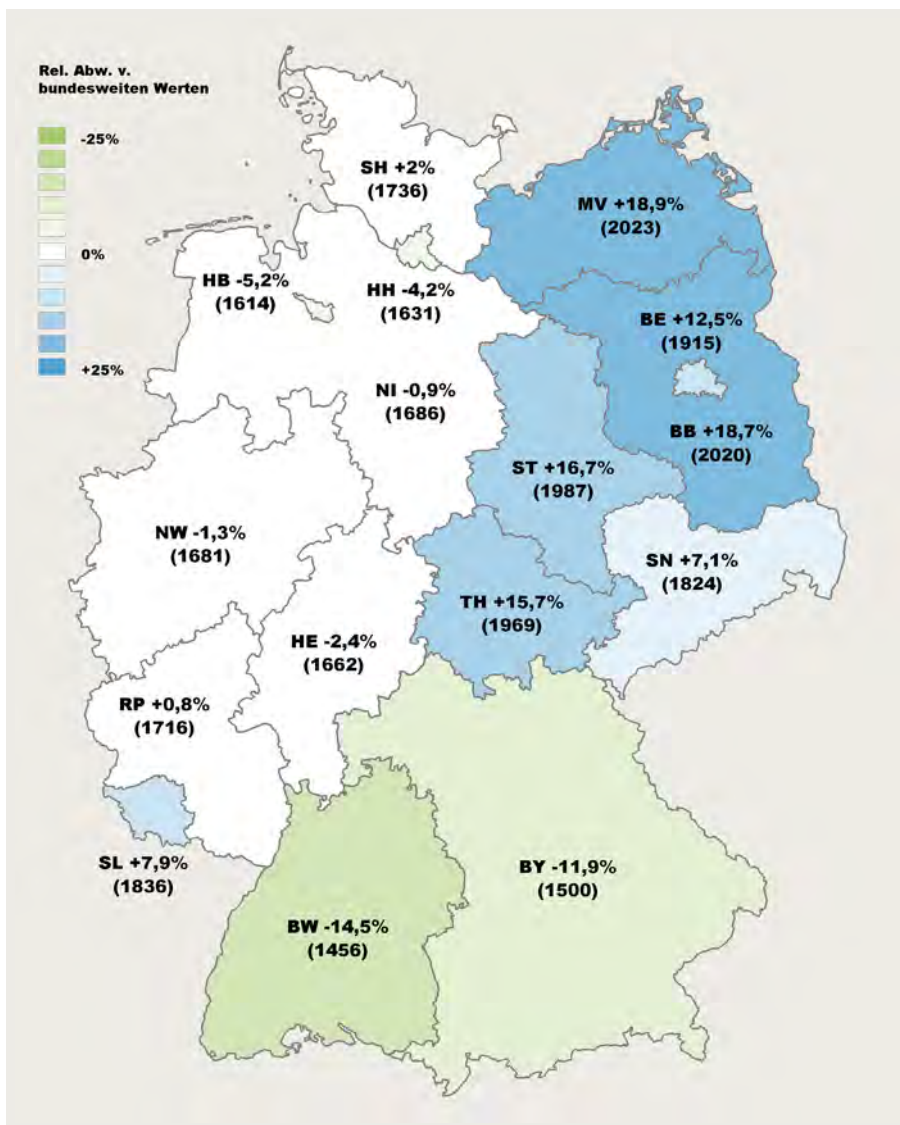 Rel. Abw. v.
bundesweiten Werten
-25%
0%
+25%
SH +2%
(1736)
MV +18,9%
(2023)
HB -5,2%
(1614)
HH -4,2%
(1631)
BE +12,5%
(1915)
NI -0,9%
(1686)
BB +18,7%
(2020)
ST +16,7%
(1987)
NW -1,3%
(1681)
SN +7,1%
(1824)
TH +15,7%
(1969)
HE -2,4%
(1662)
RP +0,8%
(1716)
SL +7,9%
(1836)
BY -11,9%
(1500)
BW -14,5%
(1456)